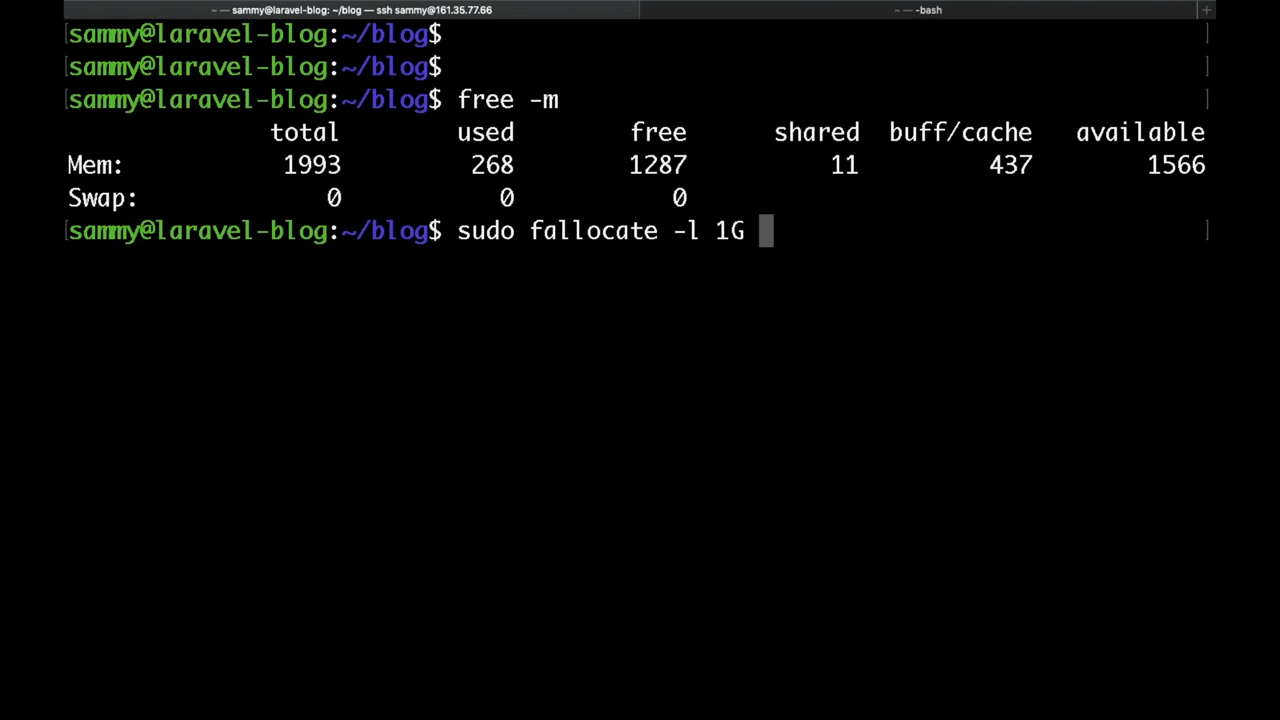 ~ — sammy@laravel-blog: ~/blog — ssh sammy@161.35.77.66 ~ — -bash +
[sammy@laravel-blog:~/blog$ ]
[sammy@laravel-blog:~/blog$ ]
[sammy@laravel-blog:~/blog$ free -m ]
total used free shared buff/cache available
Mem: 1993 268 1287 11 437 1566
Swap: 0 0 0
[sammy@laravel-blog:~/blog$ sudo fallocate -l 1G ]